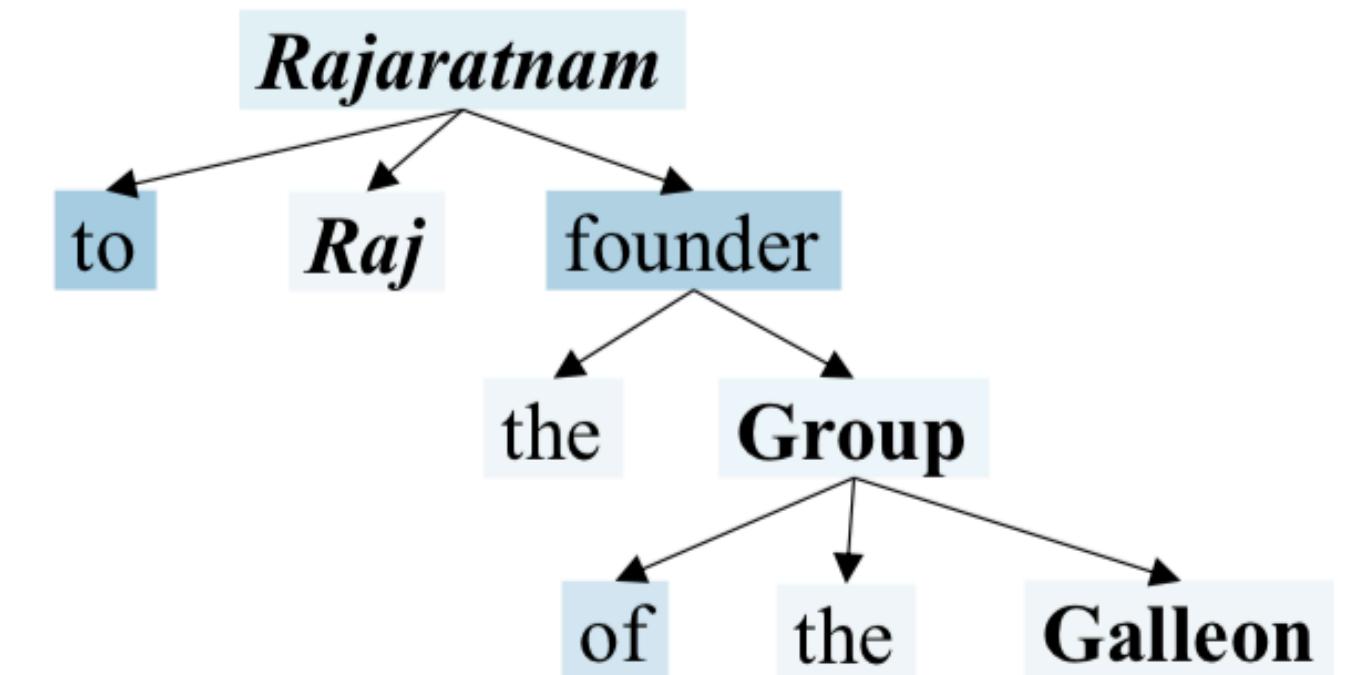 Rajaratnam
to Raj founder
the Group
of the Galleon